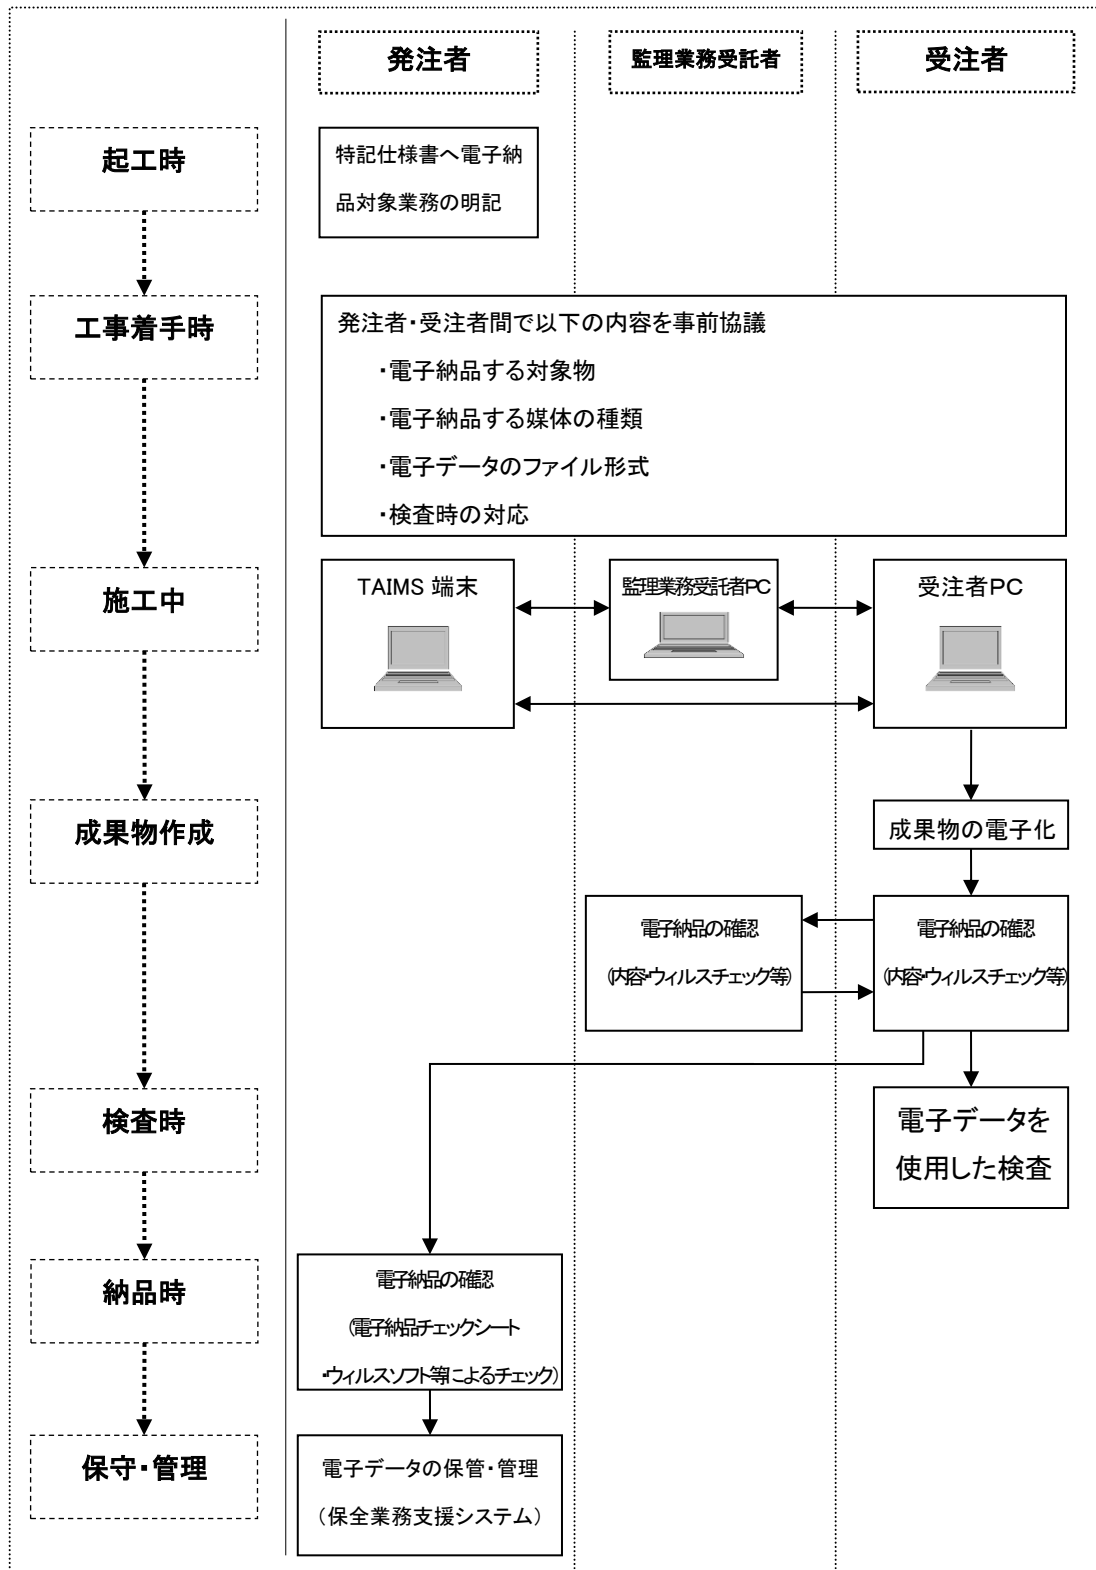 発注者
監理業務受託者
受注者
起工時
特記仕様書へ電子納
品対象業務の明記
工事着手時
発注者・受注者間で以下の内容を事前協議
・電子納品する対象物
・電子納品する媒体の種類
・電子データのファイル形式
・検査時の対応
施工中
TAIMS 端末
監理業務受託者PC
受注者PC
成果物作成
成果物の電子化
電子納品の確認
(内容・ウィルスチェック等)
電子納品の確認
(内容・ウィルスチェック等)
検査時
電子データを
使用した検査
納品時
電子納品の確認
(電子納品チェックシート
・ウィルスソフト等によるチェック)
保守・管理
電子データの保管・管理
（保全業務支援システム）